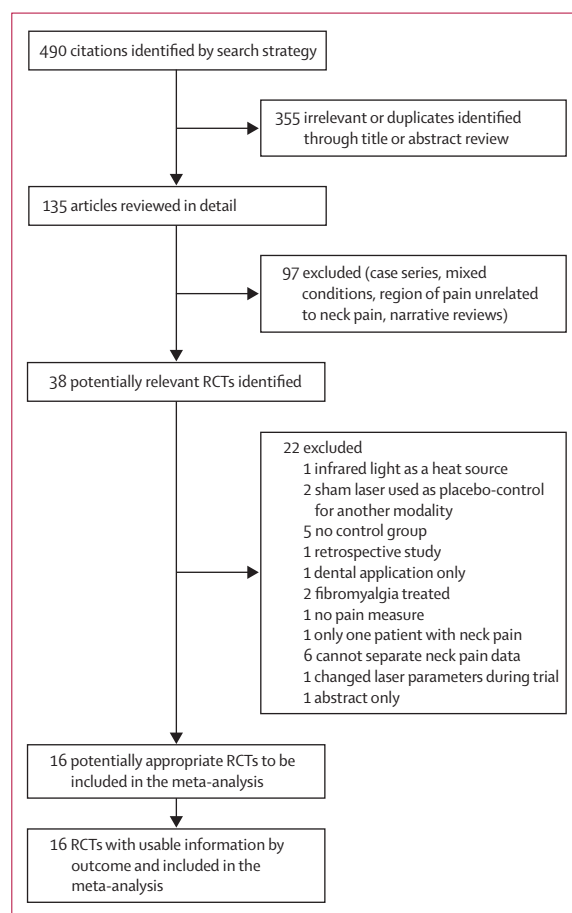 490 citations identified by search strategy
355 irrelevant or duplicates identified
through title or abstract review
135 articles reviewed in detail
97 excluded (case series, mixed
conditions, region of pain unrelated
to neck pain, narrative reviews)
38 potentially relevant RCTs identified
22 excluded
1 infrared light as a heat source
2 sham laser used as placebo-control
for another modality
5 no control group
1 retrospective study
1 dental application only
2 fibromyalgia treated
1 no pain measure
1 only one patient with neck pain
6 cannot separate neck pain data
1 changed laser parameters during trial
1 abstract only
16 potentially appropriate RCTs to be
included in the meta-analysis
16 RCTs with usable information by
outcome and included in the
meta-analysis